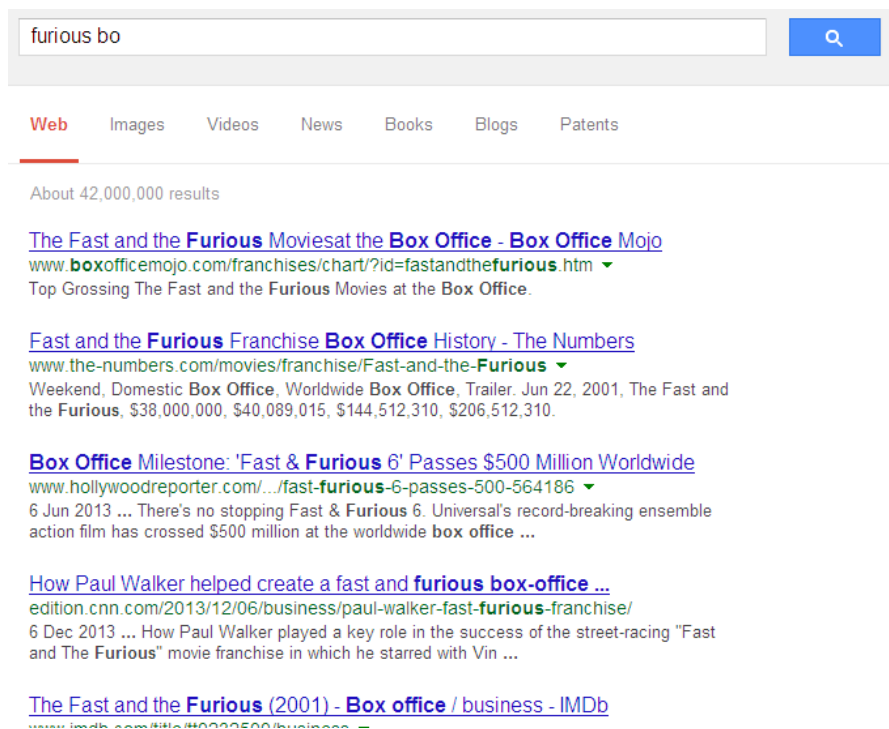 furious bo
Web Images Videos News Books Blogs Patents
About 42,000,000 results
The Fast and the Furious Moviesat the Box Office - Box Office Mojo
www.boxofficemojo.com/franchises/chart/?id=fastandthefurious.htm
Top Grossing The Fast and the Furious Movies at the Box Office.
Fast and the Furious Franchise Box Office History - The Numbers
www.the-numbers.com/movies/franchise/Fast-and-the-Furious
Weekend, Domestic Box Office, Worldwide Box Office, Trailer. Jun 22, 2001, The Fast and
the Furious, $38,000,000, $40,089,015, $144,512,310, $206,512,310.
Box Office Milestone: 'Fast & Furious 6' Passes $500 Million Worldwide
www.hollywoodreporter.com/.../fast-furious-6-passes-500-564186
6 Jun 2013 ... There's no stopping Fast & Furious 6. Universal's record-breaking ensemble
action film has crossed $500 million at the worldwide box office ...
How Paul Walker helped create a fast and furious box-office ...
edition.cnn.com/2013/12/06/business/paul-walker-fast-furious-franchise/
6 Dec 2013 ... How Paul Walker played a key role in the success of the street-racing "Fast
and The Furious" movie franchise in which he starred with Vin ...
The Fast and the Furious (2001) - Box office / business - IMDb